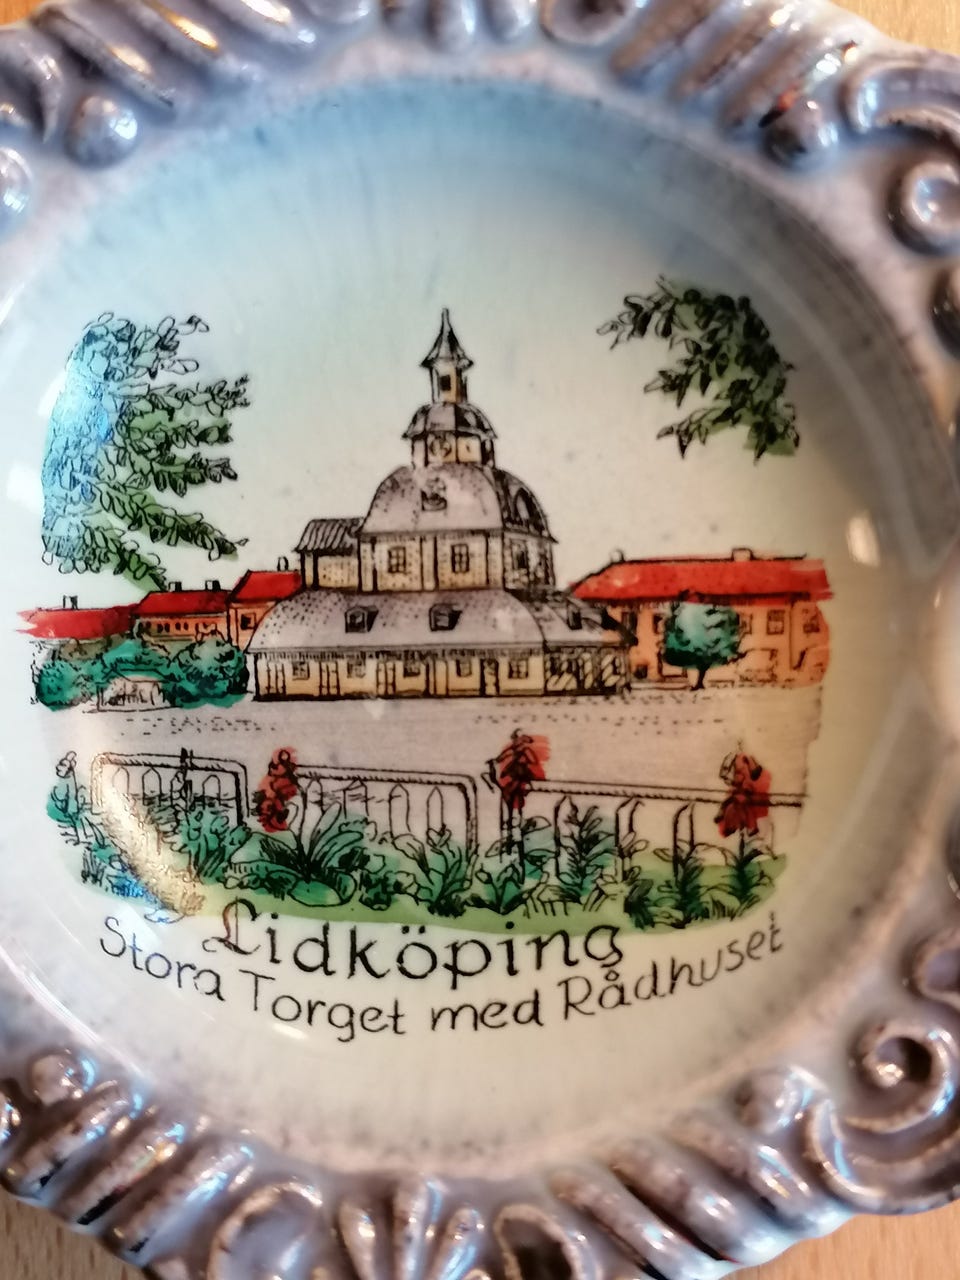 Lidköping
Stora Torget med Rådhuset